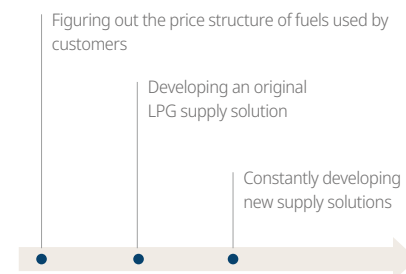 Figuring out the price structure of fuels used by
customers
Developing an original
LPG supply solution
Constantly developing
new supply solutions